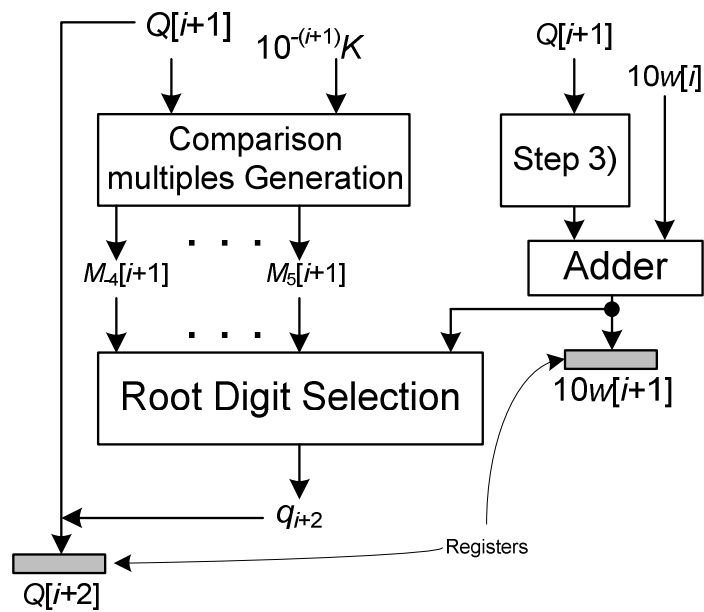 Q[i+1]
10-(i+1)K
Q[i+1]
10w[i]
Comparison
multiples Generation
Step 3)
. . .
M-4[i+1]
M5[i+1]
Adder
. . .
Root Digit Selection
10w[i+1]
qi+2
Registers
Q[i+2]